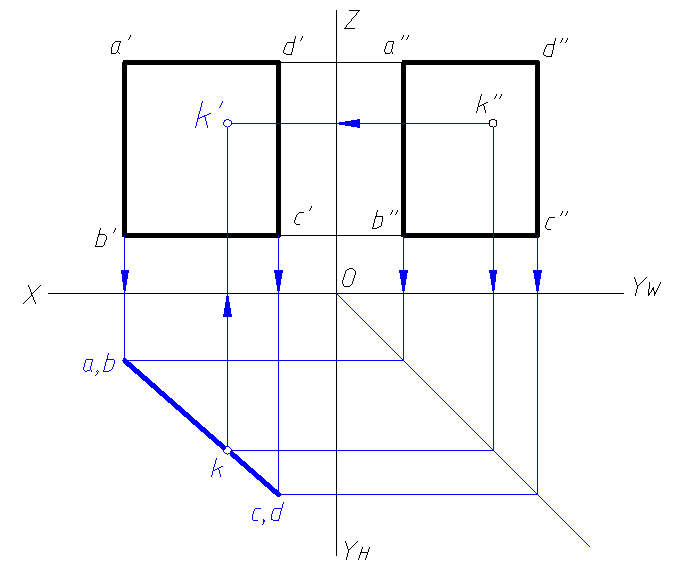 Z
a' d' a" d"
k' k"
b' c' b" c"
X O YW
a,b
k
c,d
YH